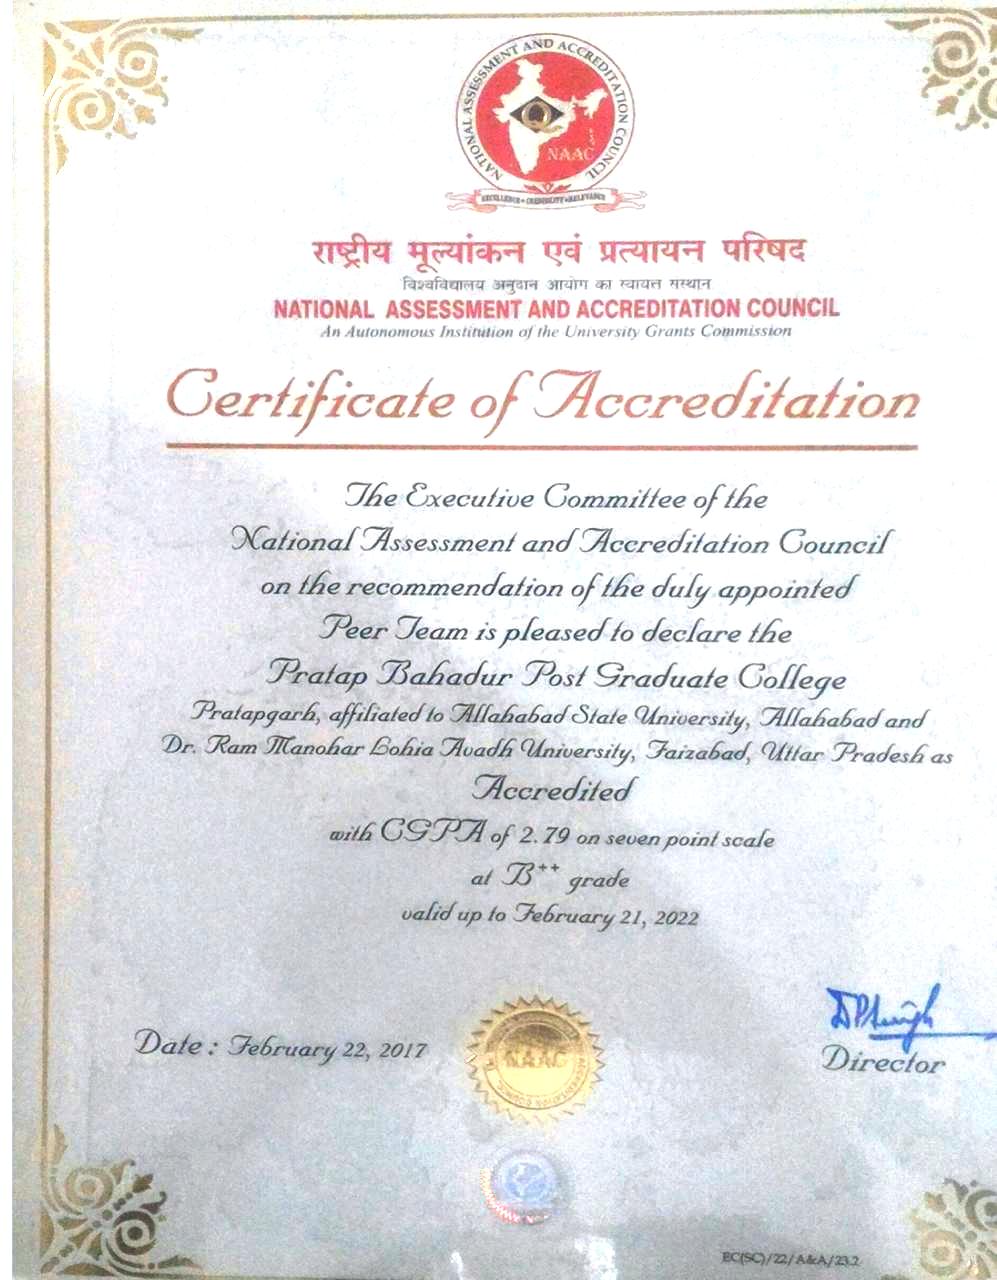 NATIONAL ASSESSMENT AND ACCREDITATION COUNCIL
NAAC
EXCELLENCE • CREDIBILITY • RELEVANCE
राष्ट्रीय मूल्यांकन एवं प्रत्यायन परिषद
विश्वविद्यालय अनुदान आयोग का स्वायत्त संस्थान
NATIONAL ASSESSMENT AND ACCREDITATION COUNCIL
An Autonomous Institution of the University Grants Commission
Certificate of Accreditation
The Executive Committee of the
National Assessment and Accreditation Council
on the recommendation of the duly appointed
Peer Team is pleased to declare the
Pratap Bahadur Post Graduate College
Pratapgarh, affiliated to Allahabad State University, Allahabad and
Dr. Ram Manohar Lohia Avadh University, Faizabad, Uttar Pradesh as
Accredited
with CGPA of 2.79 on seven point scale
at B⁺⁺ grade
valid up to February 21, 2022
DPSingh
Date : February 22, 2017
NAAC
Director
EC(SC)/22/A&A/23.2